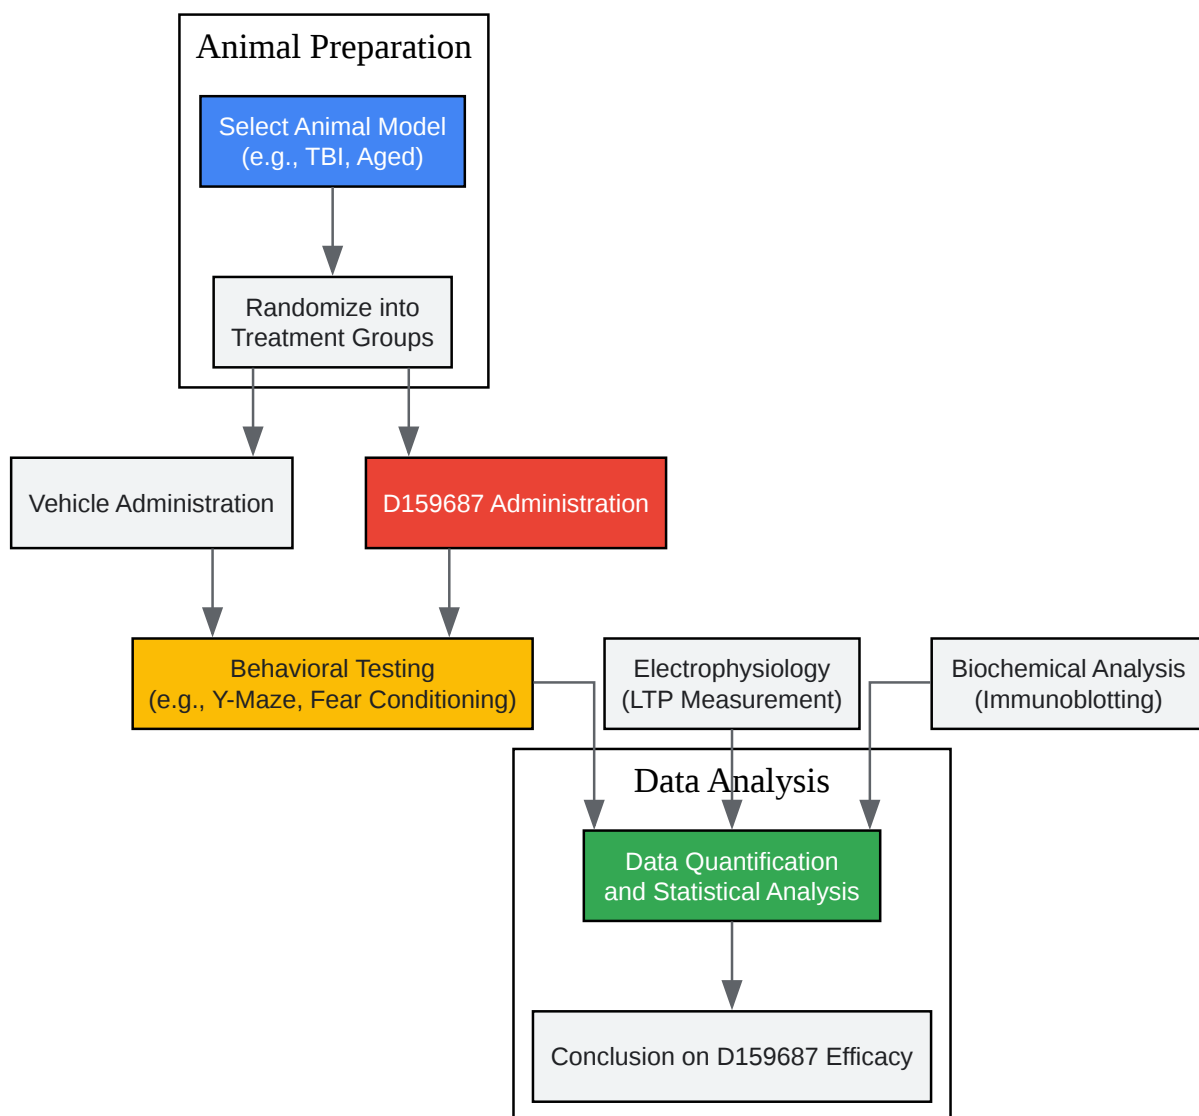 Animal Preparation
Select Animal Model
(e.g., TBI, Aged)
Randomize into
Treatment Groups
Vehicle Administration
D159687 Administration
Behavioral Testing
(e.g., Y-Maze, Fear Conditioning)
Electrophysiology
(LTP Measurement)
Biochemical Analysis
(Immunoblotting)
Data Analysis
Data Quantification
and Statistical Analysis
Conclusion on D159687 Efficacy